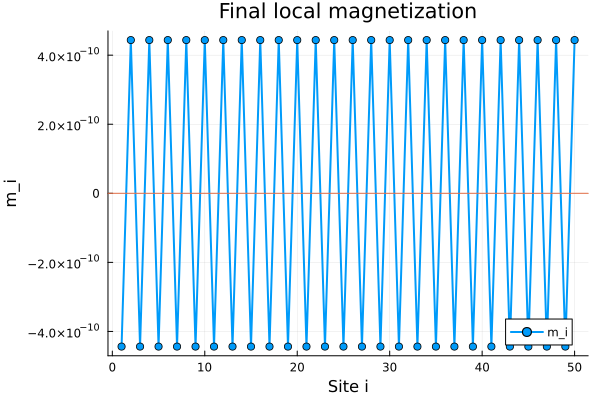 Final local magnetization
m_i
4.0×10⁻¹⁰
2.0×10⁻¹⁰
0
−2.0×10⁻¹⁰
−4.0×10⁻¹⁰
m_i
0 10 20 30 40 50
Site i